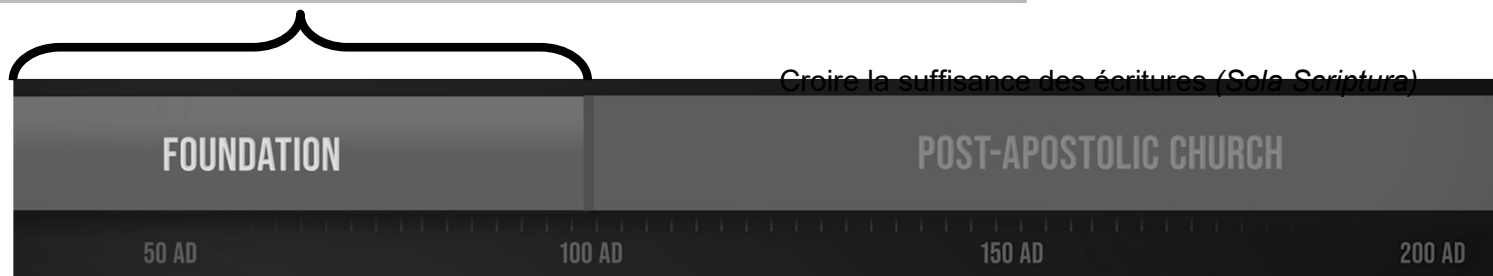 Croire la suffisance des écritures (Sola Scriptura)
FOUNDATION POST-APOSTOLIC CHURCH
50 AD 100 AD 150 AD 200 AD